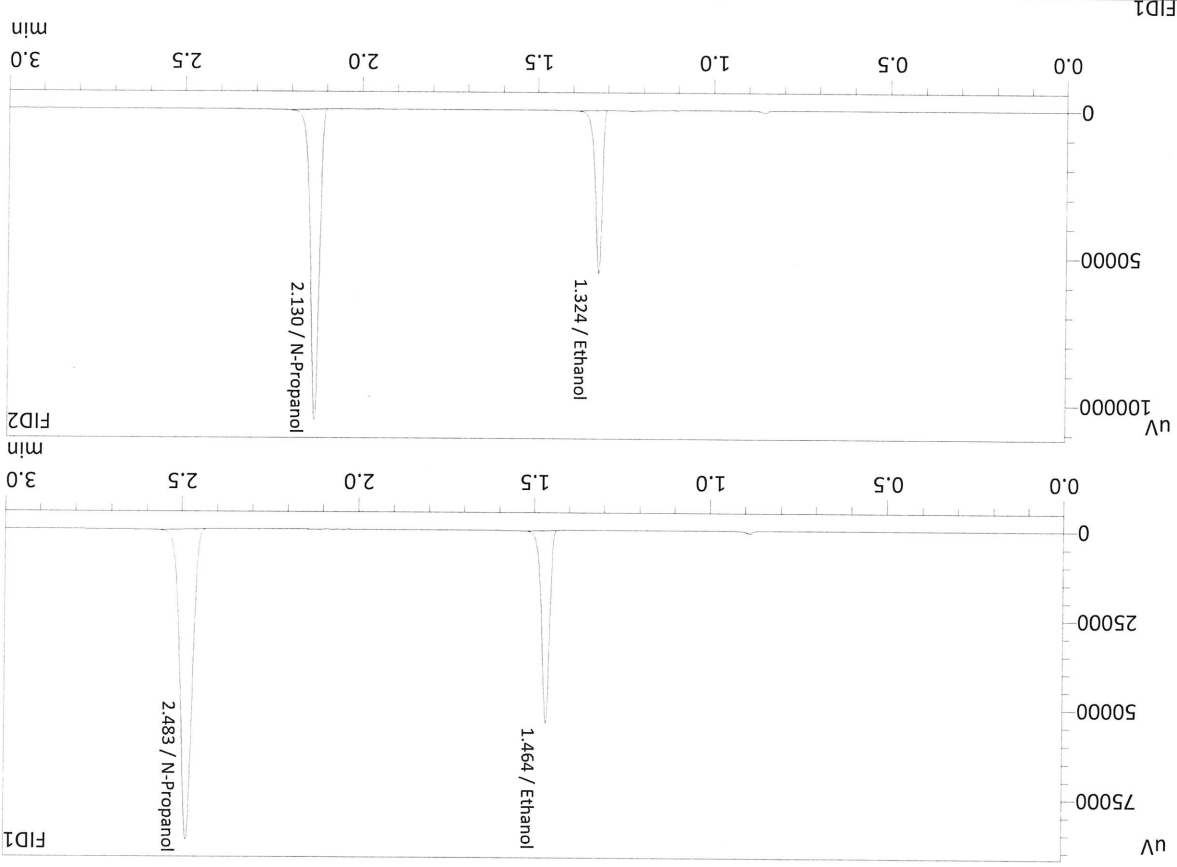 uV
FID1
75000
50000
25000
0
2.483 / N-Propanol
1.464 / Ethanol
0.0 0.5 1.0 1.5 2.0 2.5 3.0
min
uV
FID2
100000
50000
0
2.130 / N-Propanol
1.324 / Ethanol
0.0 0.5 1.0 1.5 2.0 2.5 3.0
min
FID1